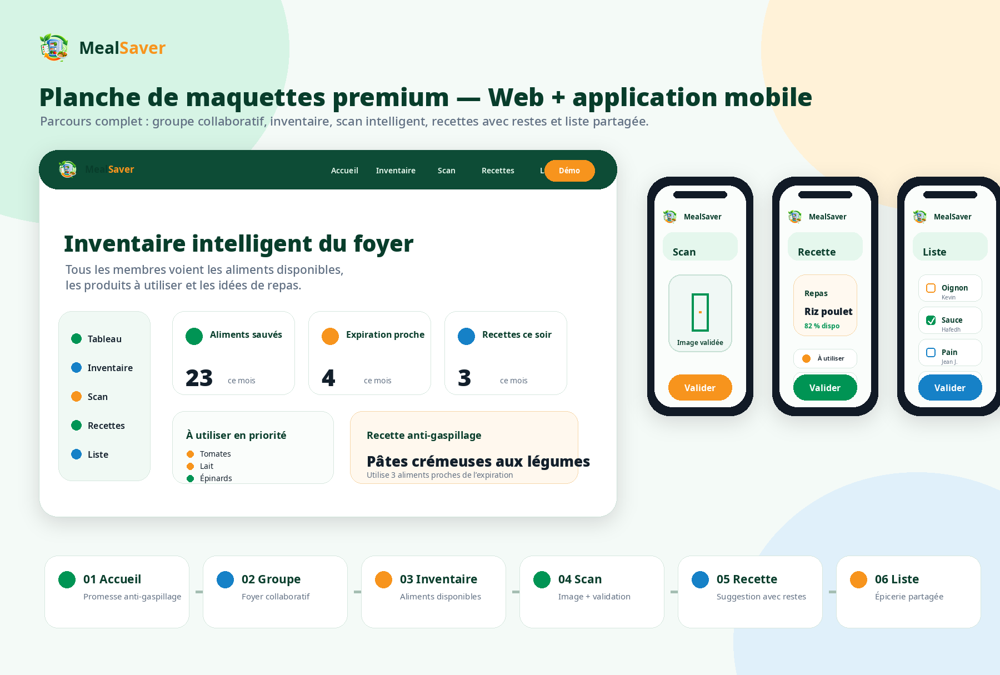 MealSaver
Planche de maquettes premium — Web + application mobile
Parcours complet : groupe collaboratif, inventaire, scan intelligent, recettes avec restes et liste partagée.
MealSaver
Accueil Inventaire Scan Recettes L Démo
Inventaire intelligent du foyer
Tous les membres voient les aliments disponibles,
les produits à utiliser et les idées de repas.
Tableau
Inventaire
Scan
Recettes
Liste
Aliments sauvés
23 ce mois
Expiration proche
4 ce mois
Recettes ce soir
3 ce mois
À utiliser en priorité
Tomates
Lait
Épinards
Recette anti-gaspillage
Pâtes crémeuses aux légumes
Utilise 3 aliments proches de l’expiration
MealSaver
Scan
Image validée
Valider
MealSaver
Recette
Repas
Riz poulet
82 % dispo
À utiliser
Valider
MealSaver
Liste
Oignon
Kevin
Sauce
Hafedh
Pain
Jean J.
Valider
01 Accueil
Promesse anti-gaspillage
02 Groupe
Foyer collaboratif
03 Inventaire
Aliments disponibles
04 Scan
Image + validation
05 Recette
Suggestion avec restes
06 Liste
Épicerie partagée